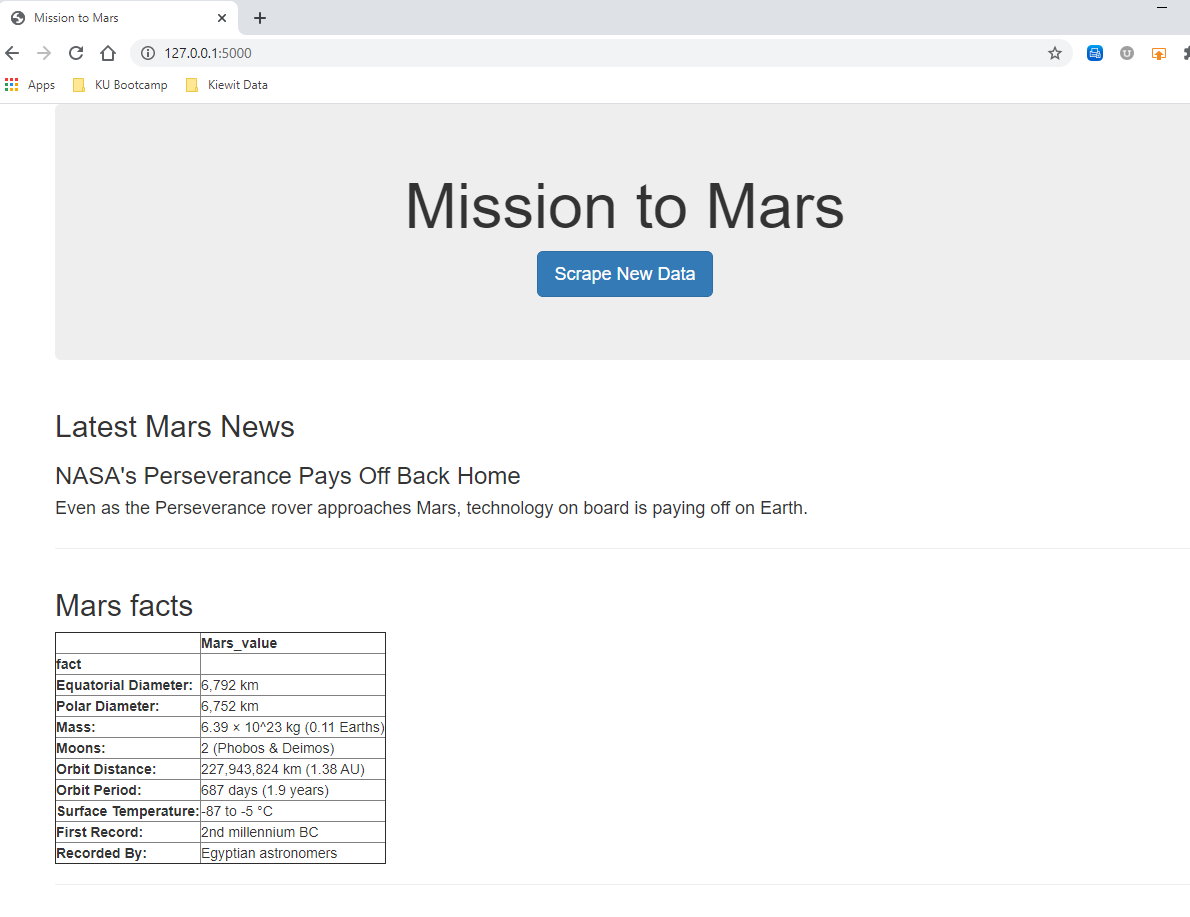 Mission to Mars
127.0.0.1:5000
Apps KU Bootcamp Kiewit Data
Mission to Mars
Scrape New Data
Latest Mars News
NASA's Perseverance Pays Off Back Home
Even as the Perseverance rover approaches Mars, technology on board is paying off on Earth.
Mars facts
Mars_value
fact
Equatorial Diameter: 6,792 km
Polar Diameter: 6,752 km
Mass: 6.39 × 10^23 kg (0.11 Earths)
Moons: 2 (Phobos & Deimos)
Orbit Distance: 227,943,824 km (1.38 AU)
Orbit Period: 687 days (1.9 years)
Surface Temperature: -87 to -5 °C
First Record: 2nd millennium BC
Recorded By: Egyptian astronomers